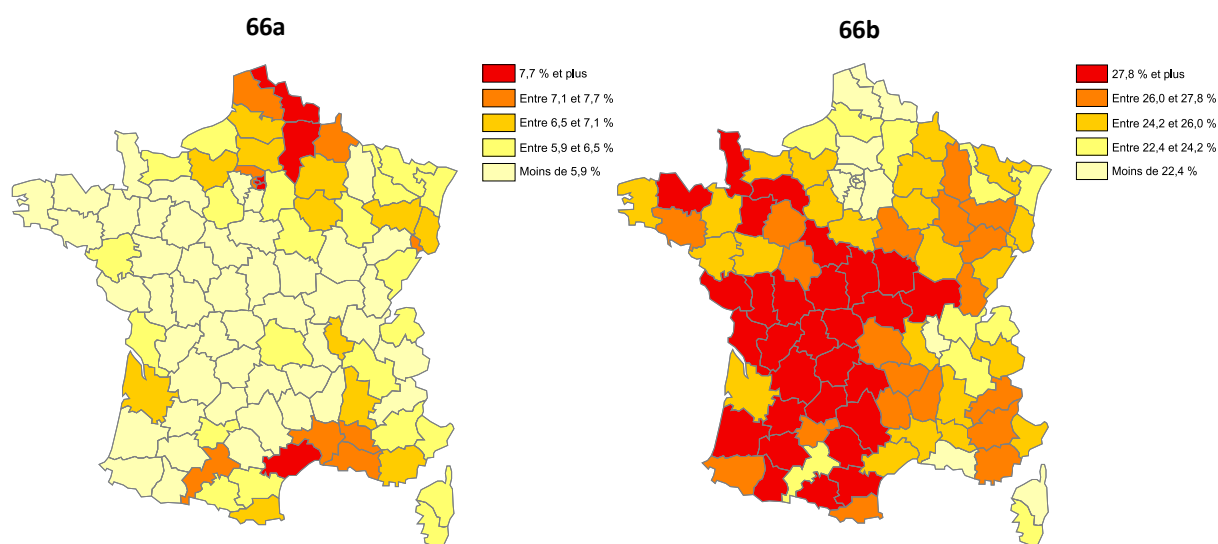 66a
7,7 % et plus
Entre 7,1 et 7,7 %
Entre 6,5 et 7,1 %
Entre 5,9 et 6,5 %
Moins de 5,9 %
66b
27,8 % et plus
Entre 26,0 et 27,8 %
Entre 24,2 et 26,0 %
Entre 22,4 et 24,2 %
Moins de 22,4 %